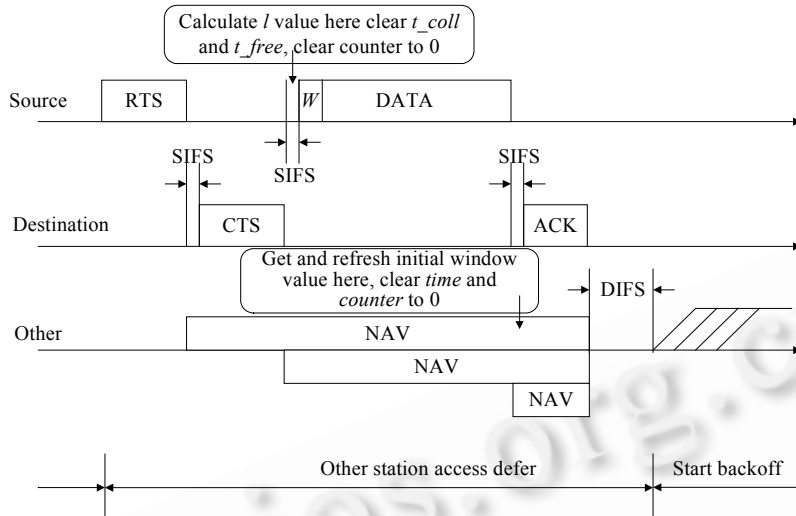 Calculate l value here clear t_coll
and t_free, clear counter to 0
Source
RTS
W
DATA
SIFS
SIFS
SIFS
Destination
CTS
ACK
Get and refresh initial window
value here, clear time and
counter to 0
DIFS
Other
NAV
NAV
NAV
Other station access defer
Start backoff